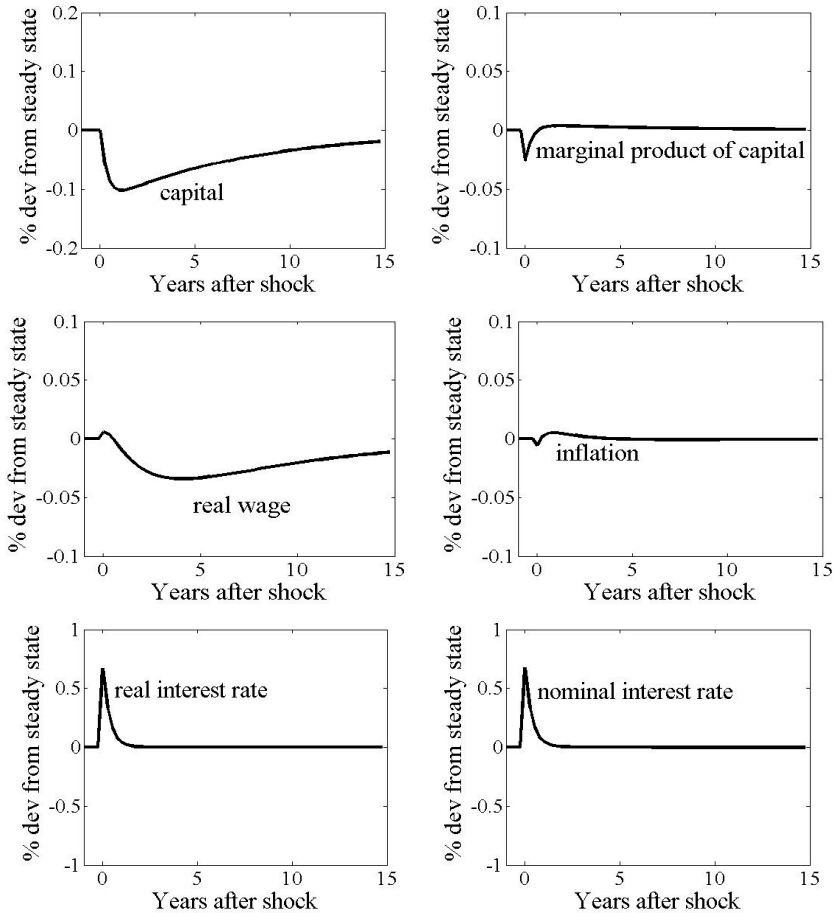 % dev from steady state
0.2
0.1
0
-0.1
-0.2
capital
0 5 10 15
Years after shock
% dev from steady state
0.1
0.05
0
-0.05
-0.1
marginal product of capital
0 5 10 15
Years after shock
% dev from steady state
0.1
0.05
0
-0.05
-0.1
real wage
0 5 10 15
Years after shock
% dev from steady state
0.1
0.05
0
-0.05
-0.1
inflation
0 5 10 15
Years after shock
% dev from steady state
1
0.5
0
-0.5
-1
real interest rate
0 5 10 15
Years after shock
% dev from steady state
1
0.5
0
-0.5
-1
nominal interest rate
0 5 10 15
Years after shock